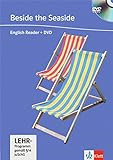 DVD
Beside the Seaside
English Reader + DVD
LEHR-
Programm
gemäß §14
JuSchG
Klett